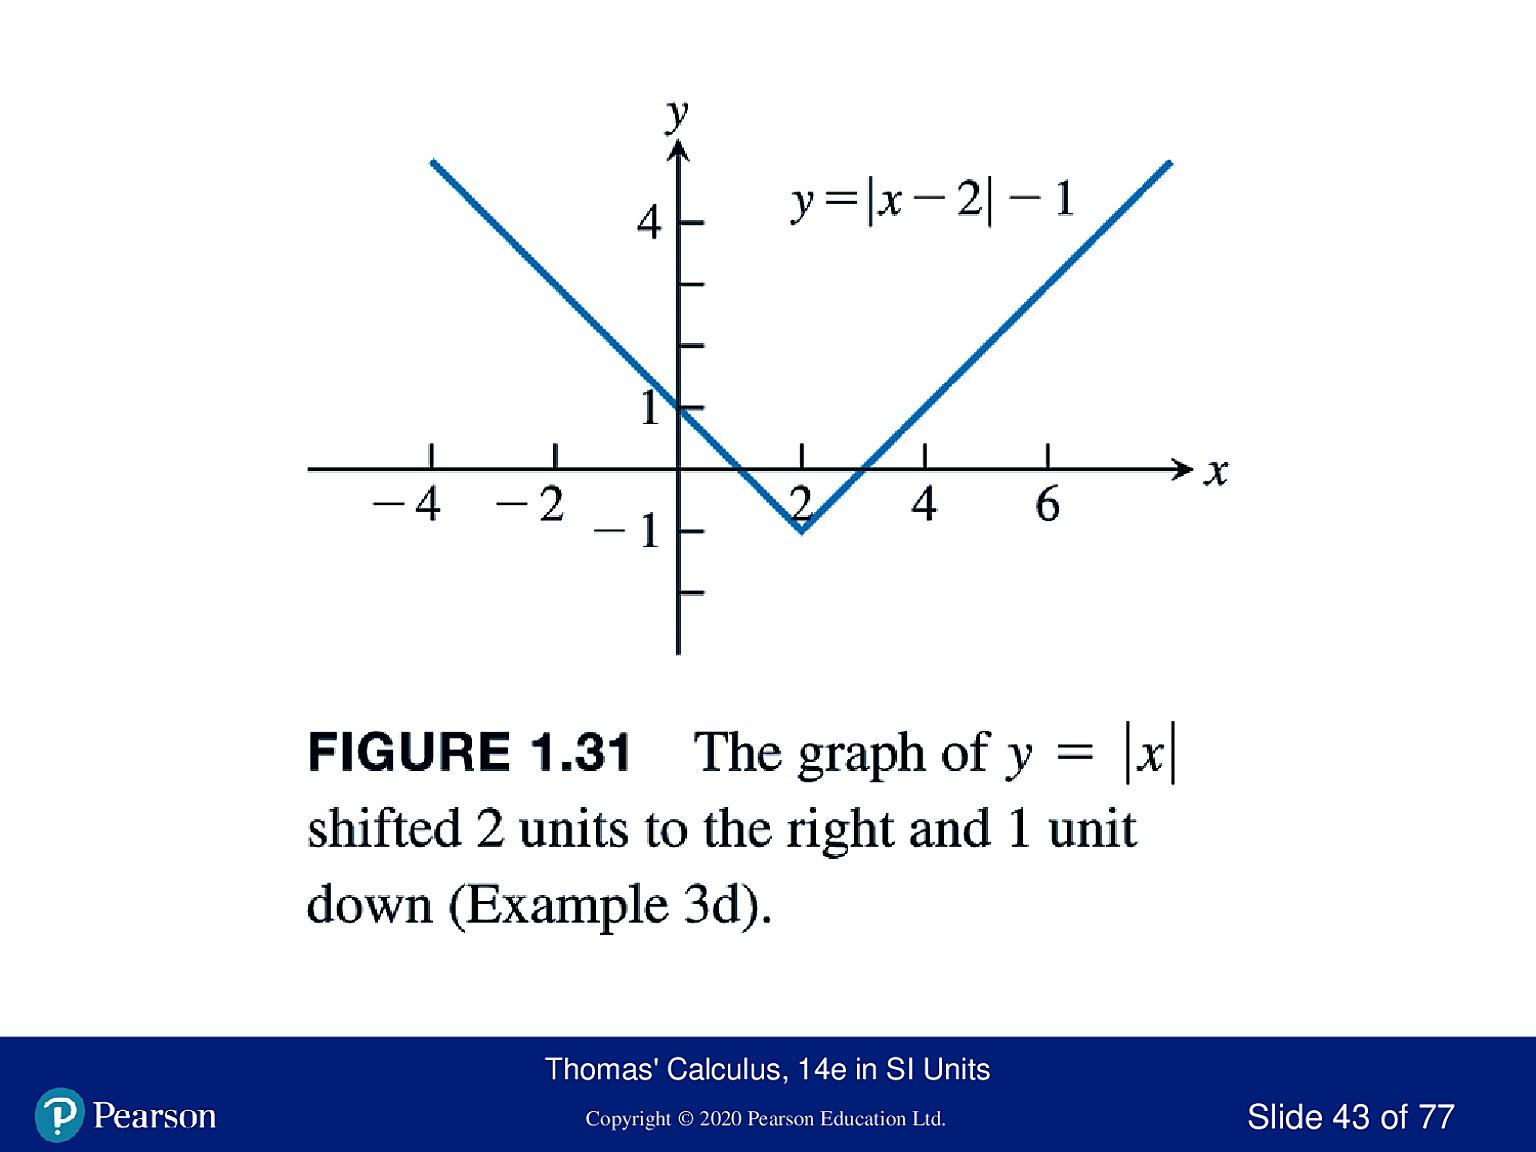 y
y = |x − 2| − 1
4
1
x
−4 −2 2 4 6
−1
FIGURE 1.31 The graph of y = |x|
shifted 2 units to the right and 1 unit
down (Example 3d).
Thomas' Calculus, 14e in SI Units
Pearson
Copyright © 2020 Pearson Education Ltd.
Slide 43 of 77